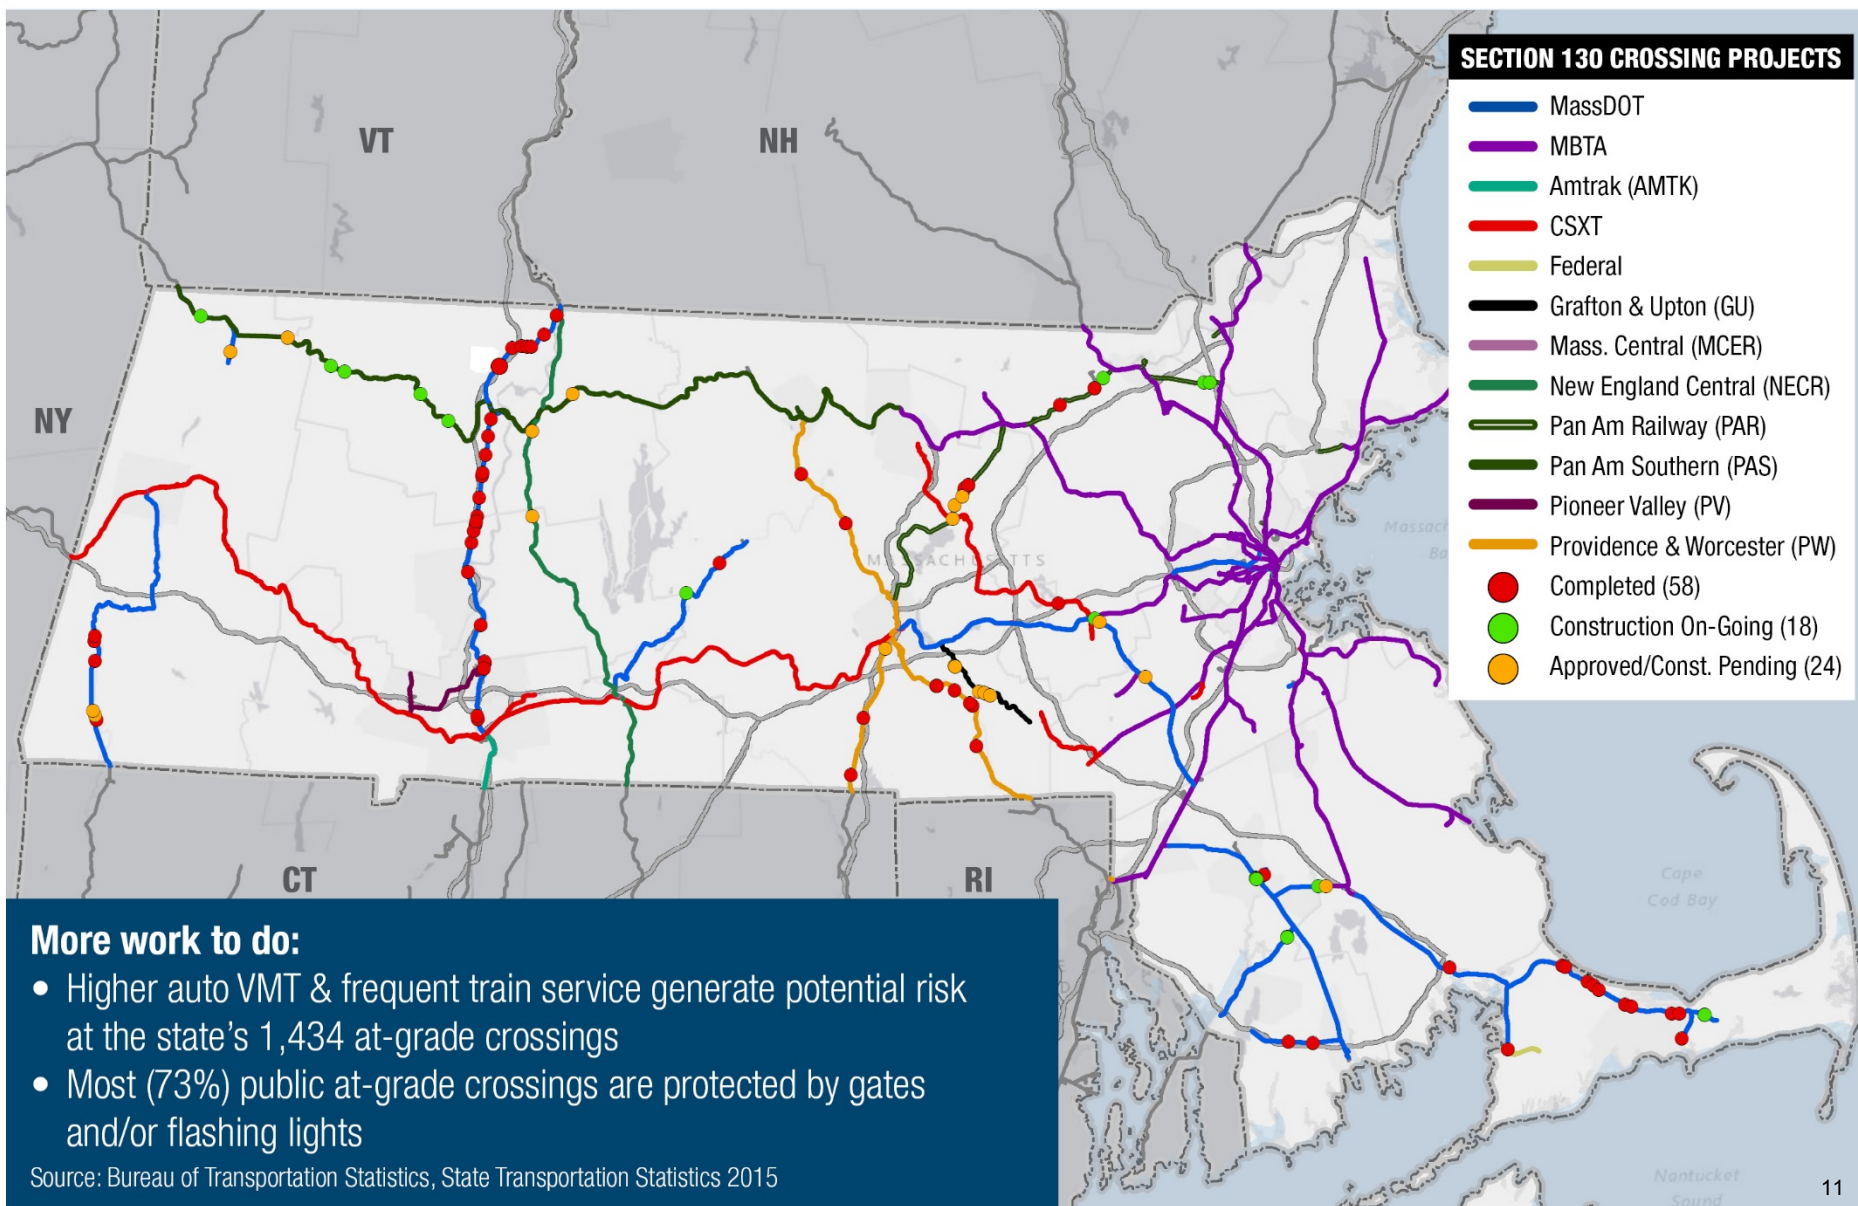 VT
NH
NY
MASSACHUSETTS
CT
RI
Cape
Cod Bay
Nantucket
Sound
SECTION 130 CROSSING PROJECTS
MassDOT
MBTA
Amtrak (AMTK)
CSXT
Federal
Grafton & Upton (GU)
Mass. Central (MCER)
New England Central (NECR)
Pan Am Railway (PAR)
Pan Am Southern (PAS)
Pioneer Valley (PV)
Providence & Worcester (PW)
Completed (58)
Construction On-Going (18)
Approved/Const. Pending (24)
More work to do:
• Higher auto VMT & frequent train service generate potential risk
at the state's 1,434 at-grade crossings
• Most (73%) public at-grade crossings are protected by gates
and/or flashing lights
Source: Bureau of Transportation Statistics, State Transportation Statistics 2015
11